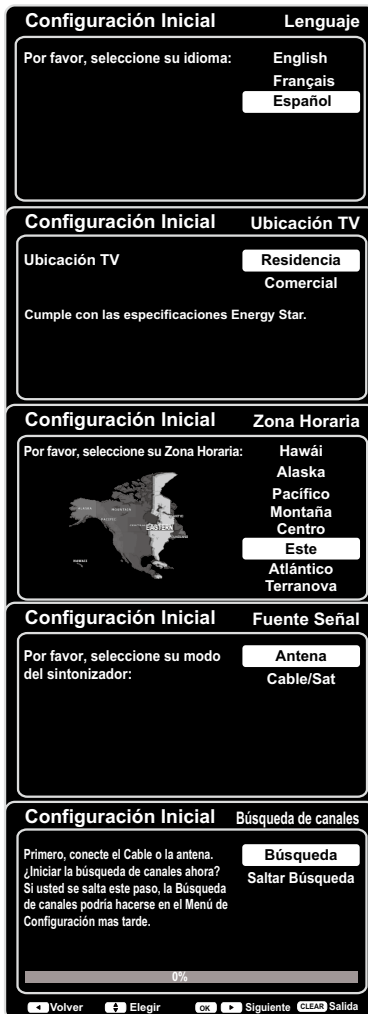 Configuración Inicial Lenguaje
Por favor, seleccione su idioma: English
Français
Español
Configuración Inicial Ubicación TV
Ubicación TV Residencia
Comercial
Cumple con las especificaciones Energy Star.
Configuración Inicial Zona Horaria
Por favor, seleccione su Zona Horaria: Hawái
Alaska
Pacífico
Montaña
Centro
Este
Atlántico
Terranova
EASTERN
Configuración Inicial Fuente Señal
Por favor, seleccione su modo Antena
del sintonizador: Cable/Sat
Configuración Inicial Búsqueda de canales
Primero, conecte el Cable o la antena. Búsqueda
¿Iniciar la búsqueda de canales ahora?
Si usted se salta este paso, la Búsqueda Saltar Búsqueda
de canales podría hacerse en el Menú de
Configuración mas tarde.
0%
Volver Elegir OK Siguiente CLEAR Salida